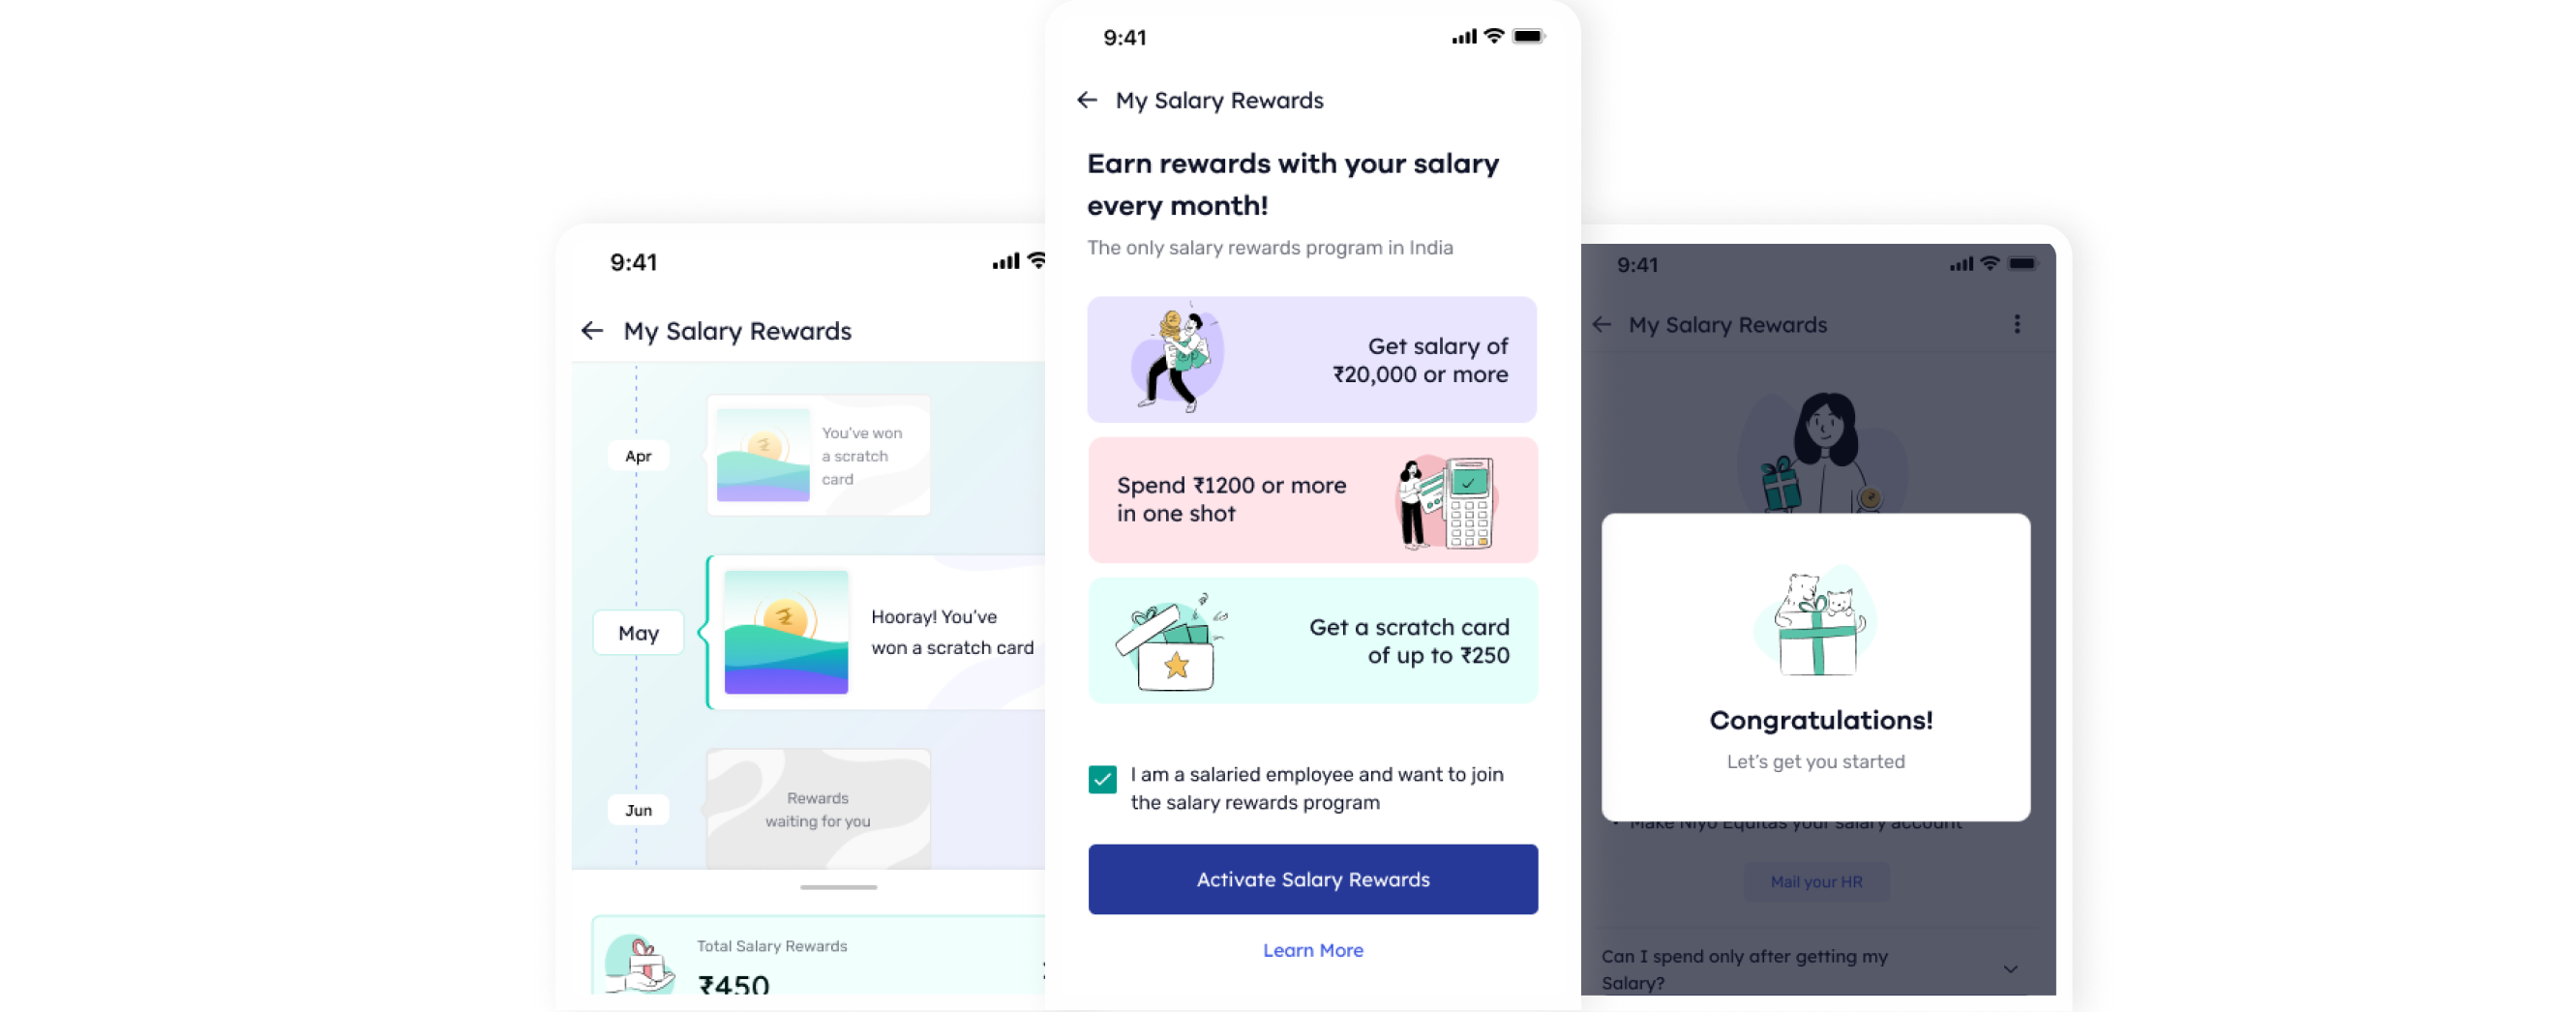 9:41
My Salary Rewards
Apr
You've won
a scratch
card
May
Hooray! You've
won a scratch card
Jun
Rewards
waiting for you
Total Salary Rewards
₹450
9:41
My Salary Rewards
Earn rewards with your salary
every month!
The only salary rewards program in India
Get salary of
₹20,000 or more
Spend ₹1200 or more
in one shot
Get a scratch card
of up to ₹250
I am a salaried employee and want to join
the salary rewards program
Activate Salary Rewards
Learn More
9:41
My Salary Rewards
Congratulations!
Let's get you started
• Make Niyo Equitas your salary account
Mail your HR
Can I spend only after getting my
Salary?